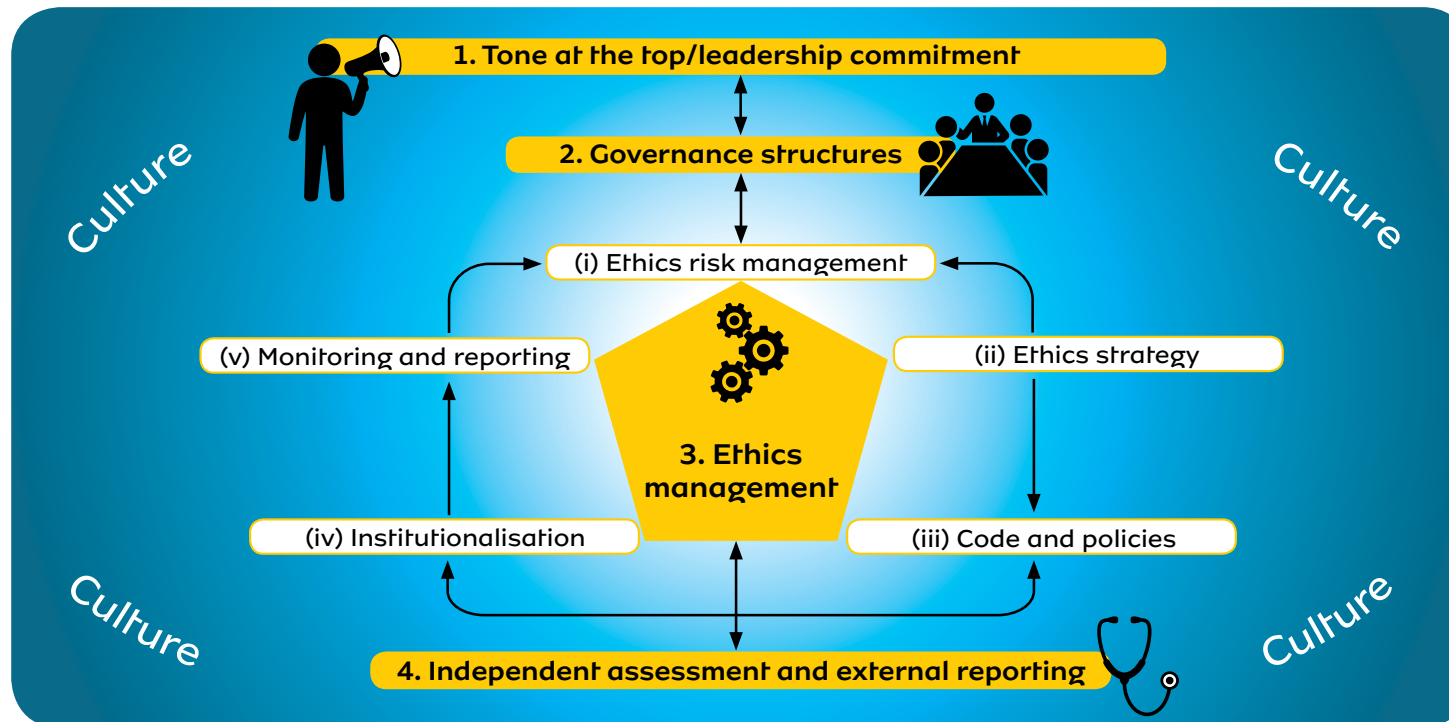 1. Tone at the top/leadership commitment
2. Governance structures
Culture
Culture
(i) Ethics risk management
(v) Monitoring and reporting
(ii) Ethics strategy
3. Ethics
management
(iv) Institutionalisation
(iii) Code and policies
Culture
Culture
4. Independent assessment and external reporting